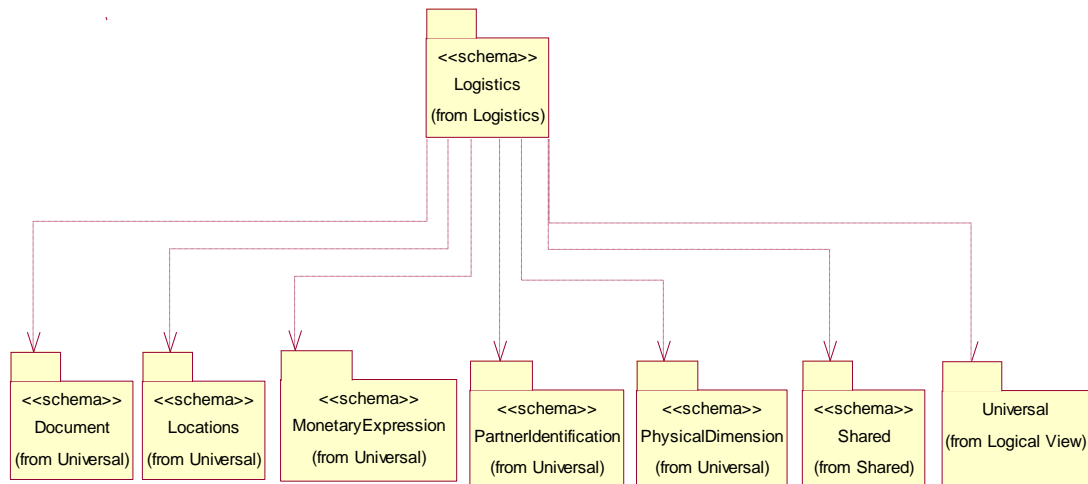 <<schema>>
Logistics
(from Logistics)
<<schema>>
Document
(from Universal)
<<schema>>
Locations
(from Universal)
<<schema>>
MonetaryExpression
(from Universal)
<<schema>>
PartnerIdentification
(from Universal)
<<schema>>
PhysicalDimension
(from Universal)
<<schema>>
Shared
(from Shared)
Universal
(from Logical View)